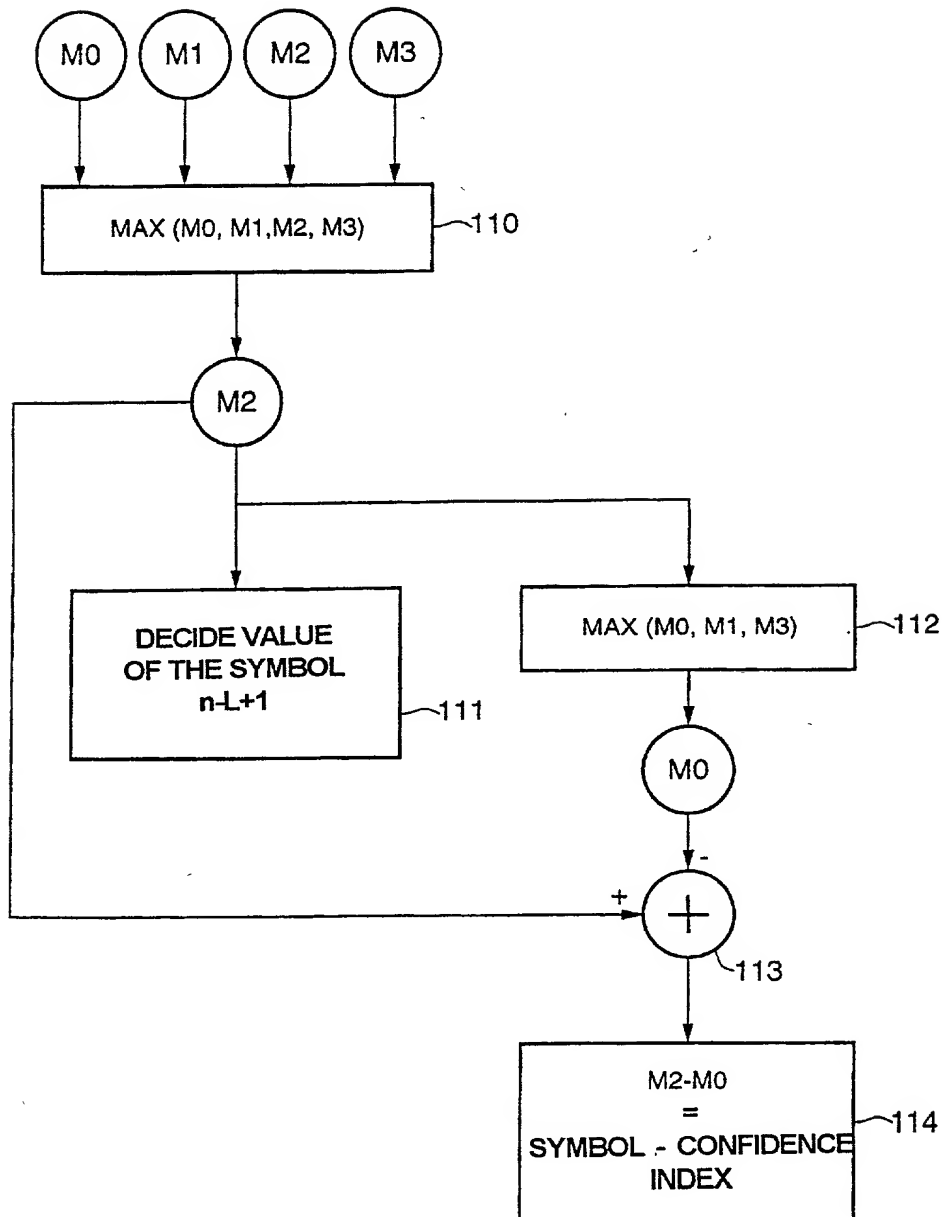 M0 M1 M2 M3
MAX (M0, M1,M2, M3)
110
M2
DECIDE VALUE
OF THE SYMBOL
n-L+1
111
MAX (M0, M1, M3)
112
M0
-
+
+
113
M2-M0
=
SYMBOL - CONFIDENCE
INDEX
114